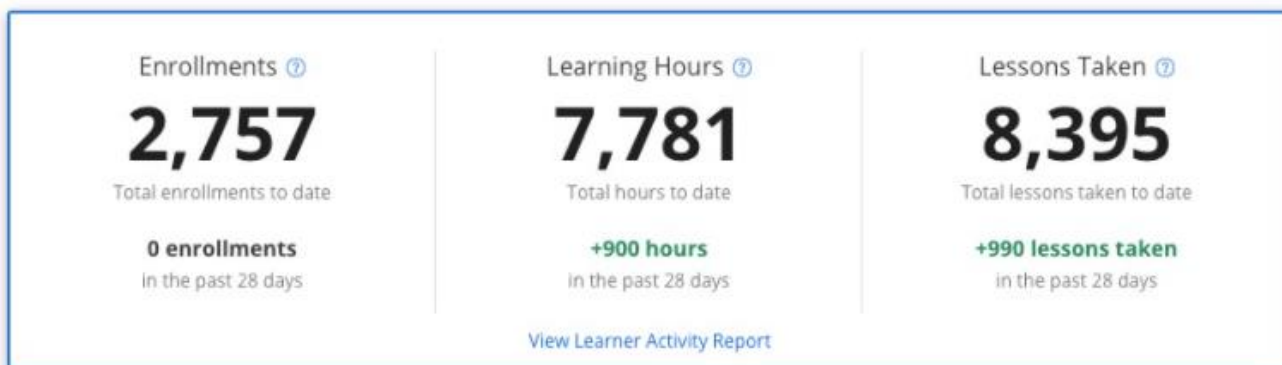 Enrollments
2,757
Total enrollments to date
0 enrollments
in the past 28 days
Learning Hours
7,781
Total hours to date
+900 hours
in the past 28 days
Lessons Taken
8,395
Total lessons taken to date
+990 lessons taken
in the past 28 days
View Learner Activity Report